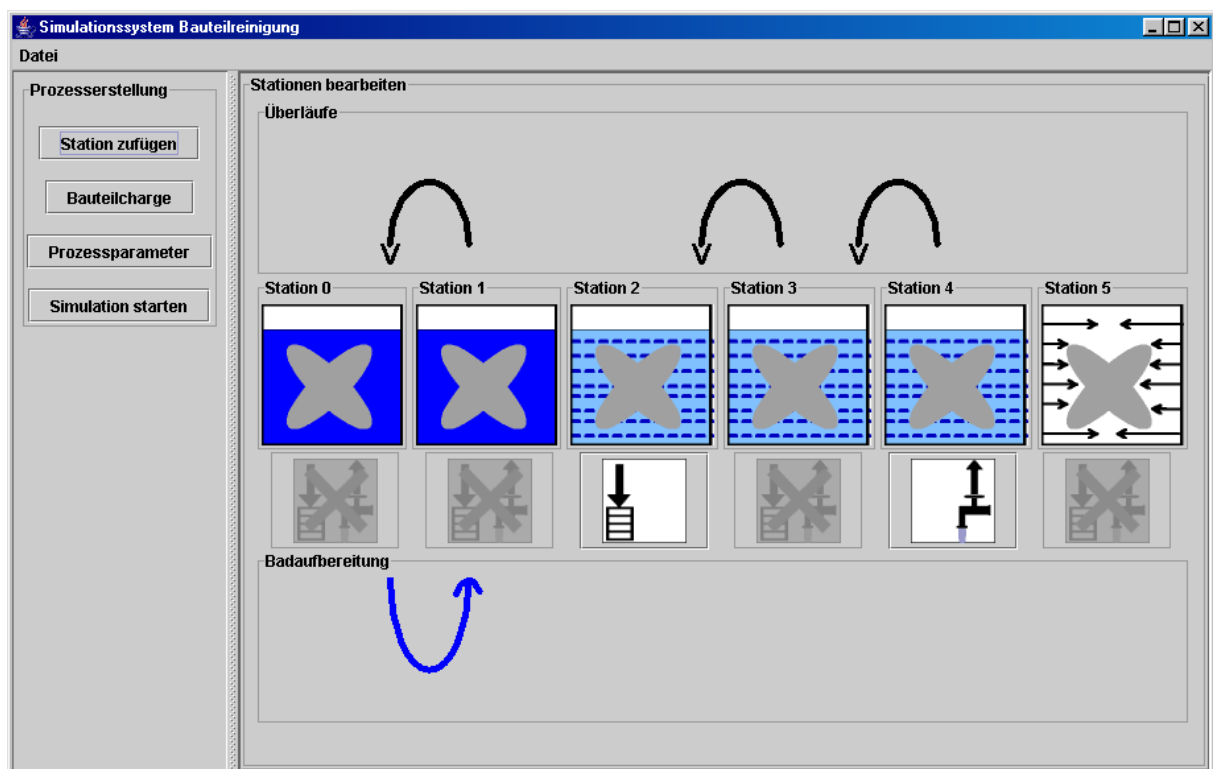 Simulationssystem Bauteilreinigung
Datei
Prozesserstellung
Station zufügen
Bauteilcharge
Prozessparameter
Simulation starten
Stationen bearbeiten
Überläufe
Station 0 Station 1 Station 2 Station 3 Station 4 Station 5
Badaufbereitung